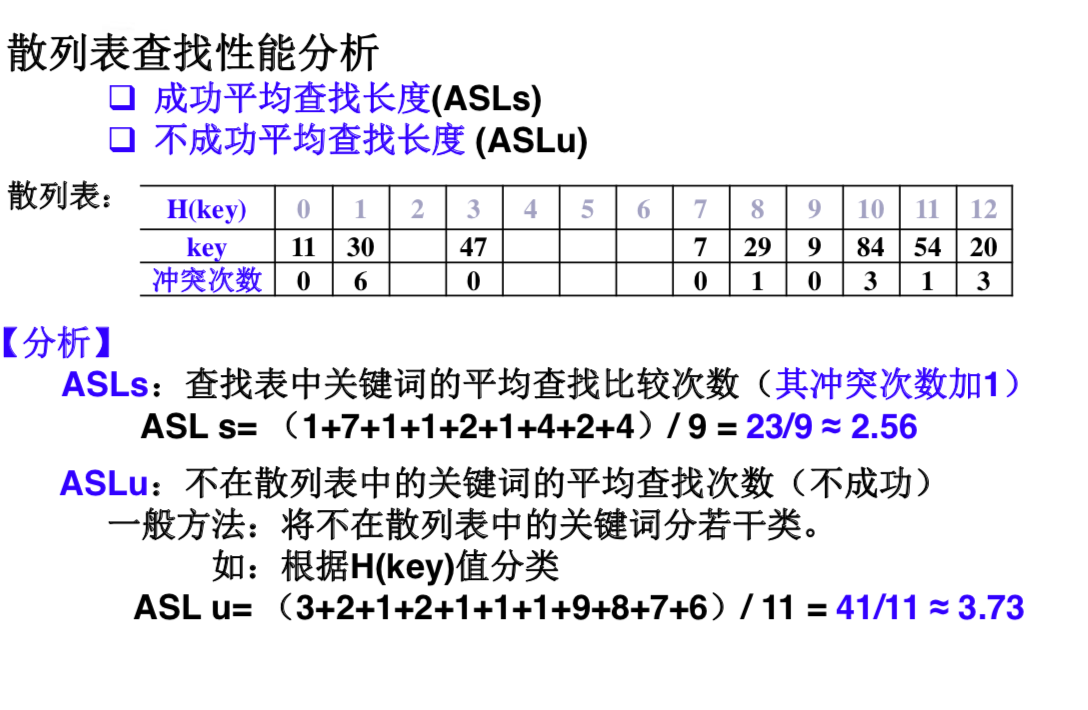 散列表查找性能分析
❑ 成功平均查找长度(ASLs)
❑ 不成功平均查找长度 (ASLu)
散列表：
H(key) 0 1 2 3 4 5 6 7 8 9 10 11 12
key 11 30 47 7 29 9 84 54 20
冲突次数 0 6 0 0 1 0 3 1 3
【分析】
ASLs：查找表中关键词的平均查找比较次数（其冲突次数加1）
ASL s= （1+7+1+1+2+1+4+2+4）/ 9 = 23/9 ≈ 2.56
ASLu：不在散列表中的关键词的平均查找次数（不成功）
一般方法：将不在散列表中的关键词分若干类。
如：根据H(key)值分类
ASL u= （3+2+1+2+1+1+1+9+8+7+6）/ 11 = 41/11 ≈ 3.73